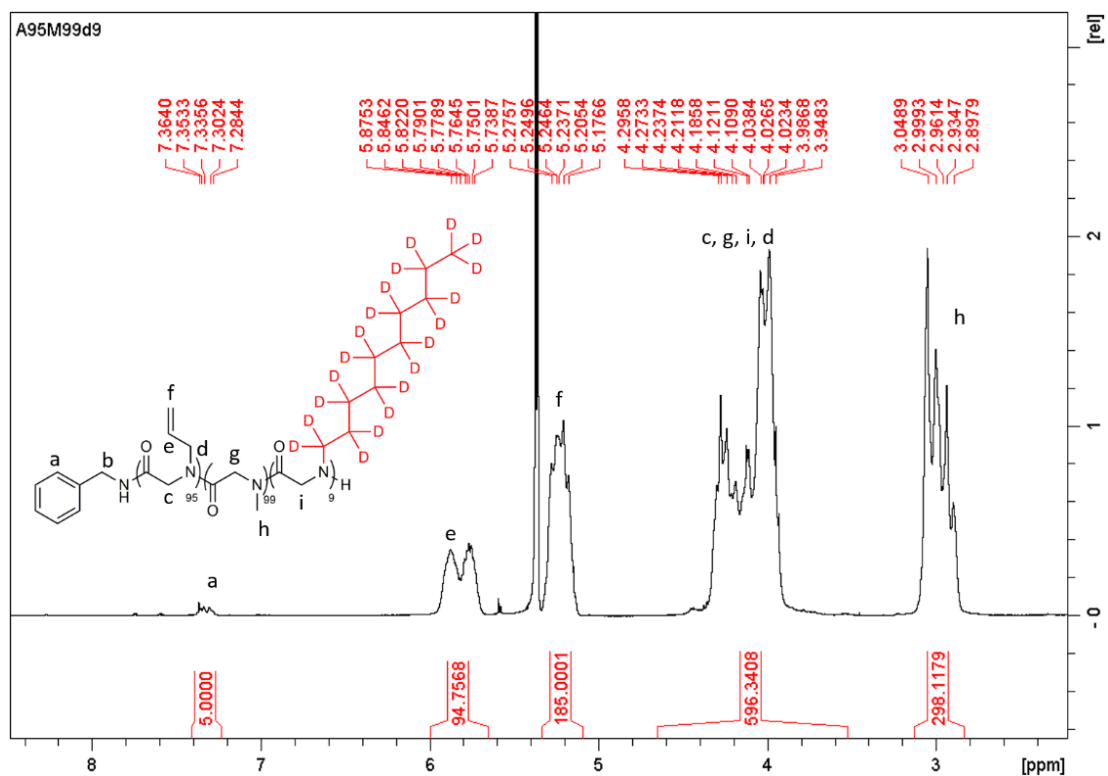 A95M99d9
[rel]
7.3640
7.3533
7.3356
7.3024
7.2844
5.8753
5.8462
5.8220
5.7901
5.7789
5.7645
5.7501
5.7387
5.2757
5.2496
5.2464
5.2371
5.2054
5.1766
4.2958
4.2733
4.2374
4.2118
4.1858
4.1211
4.1090
4.0384
4.0265
4.0234
3.9868
3.9483
3.0489
2.9993
2.9614
2.9347
2.8979
D
D D
D D
D D
D D
D D
D D
D D
D D
D D
D D
c, g, i, d
h
f
f
e
d
g
a
b
O
N
O
N
HN
O
N
H
c
95
O
99
i
9
h
e
a
2
1
0
5.0000
94.7568
185.0001
596.3408
298.1179
8 7 6 5 4 3 [ppm]